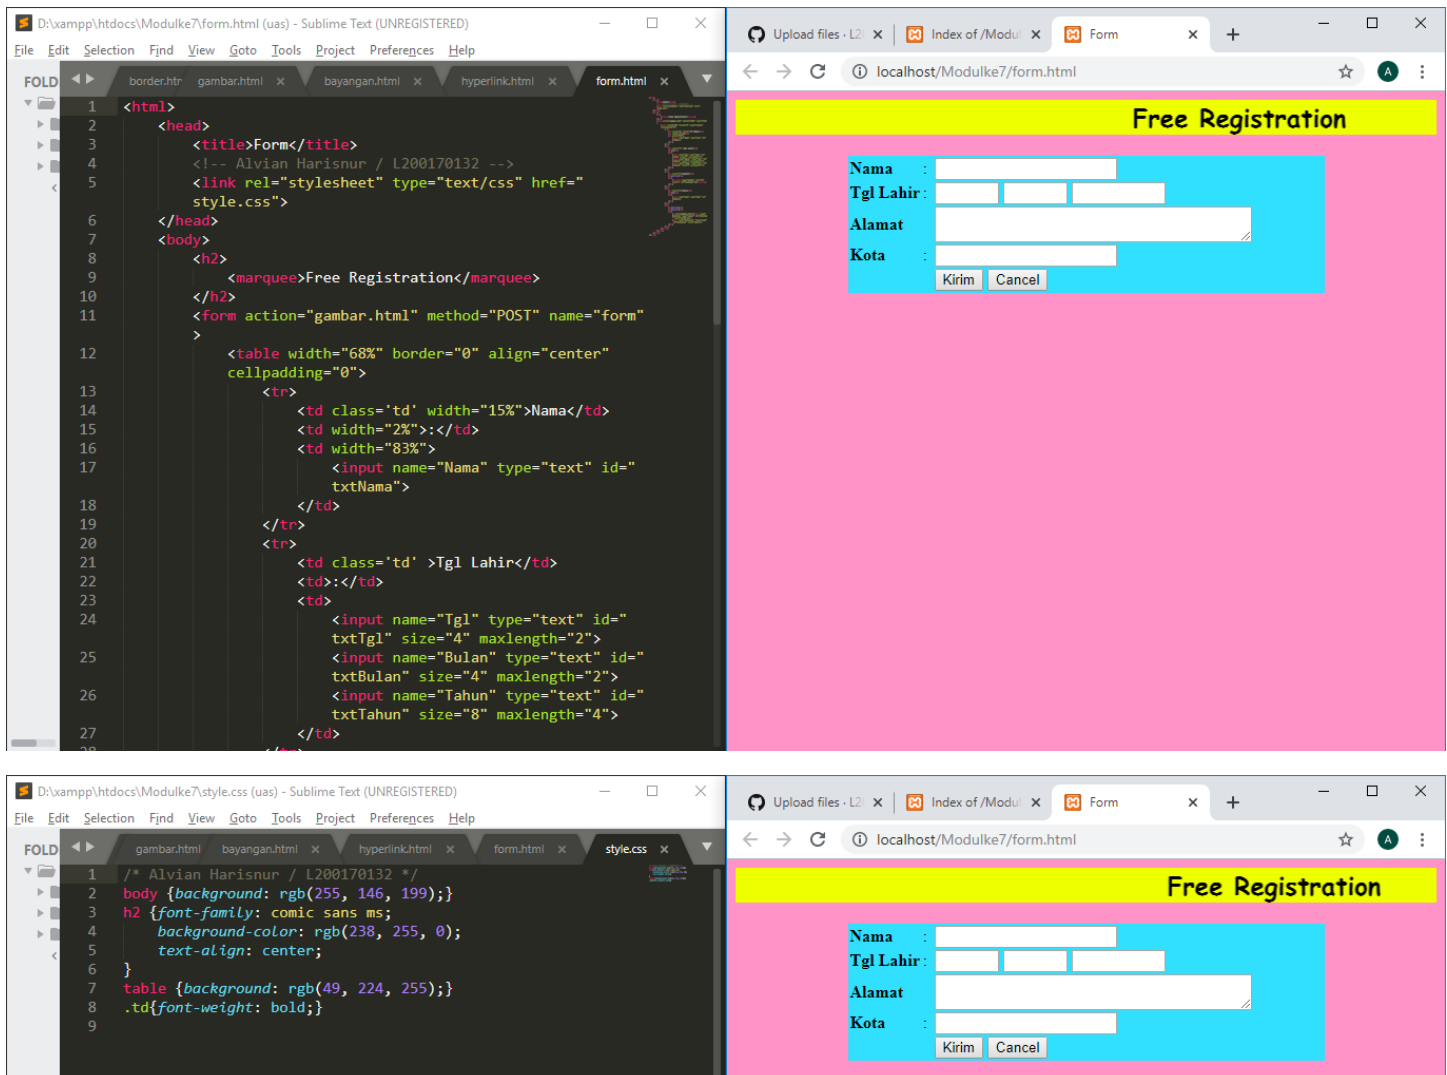 D:\xampp\htdocs\Modulke7\form.html (uas) - Sublime Text (UNREGISTERED)
File Edit Selection Find View Goto Tools Project Preferences Help
FOLD
border.htr gambar.html × bayangan.html × hyperlink.html × form.html ×
1 <html>
2 <head>
3 <title>Form</title>
4 <!-- Alvian Harisnur / L200170132 -->
5 <link rel="stylesheet" type="text/css" href="
style.css">
6 </head>
7 <body>
8 <h2>
9 <marquee>Free Registration</marquee>
10 </h2>
11 <form action="gambar.html" method="POST" name="form"
>
12 <table width="68%" border="0" align="center"
cellpadding="0">
13 <tr>
14 <td class='td' width="15%">Nama</td>
15 <td width="2%">:</td>
16 <td width="83%">
17 <input name="Nama" type="text" id="
txtNama">
18 </td>
19 </tr>
20 <tr>
21 <td class='td' >Tgl Lahir</td>
22 <td>:</td>
23 <td>
24 <input name="Tgl" type="text" id="
txtTgl" size="4" maxlength="2">
25 <input name="Bulan" type="text" id="
txtBulan" size="4" maxlength="2">
26 <input name="Tahun" type="text" id="
txtTahun" size="8" maxlength="4">
27 </td>
28 </tr>
Upload files · L2 × Index of /Modul × Form × +
localhost/Modulke7/form.html A
Free Registration
Nama :
Tgl Lahir :
Alamat
Kota :
Kirim Cancel
D:\xampp\htdocs\Modulke7\style.css (uas) - Sublime Text (UNREGISTERED)
File Edit Selection Find View Goto Tools Project Preferences Help
FOLD
gambar.html bayangan.html × hyperlink.html × form.html × style.css ×
1 /* Alvian Harisnur / L200170132 */
2 body {background: rgb(255, 146, 199);}
3 h2 {font-family: comic sans ms;
4 background-color: rgb(238, 255, 0);
5 text-align: center;
6 }
7 table {background: rgb(49, 224, 255);}
8 .td{font-weight: bold;}
9
Upload files · L2 × Index of /Modul × Form × +
localhost/Modulke7/form.html A
Free Registration
Nama :
Tgl Lahir :
Alamat
Kota :
Kirim Cancel